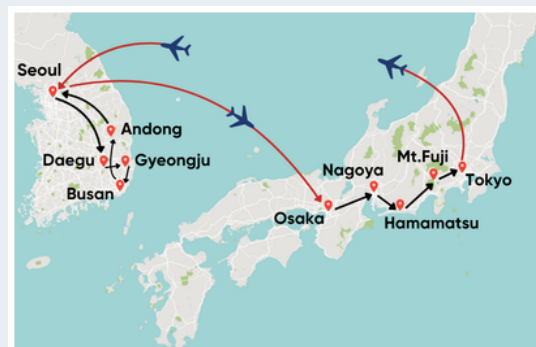 Seoul
Andong
Daegu
Gyeongju
Busan
Nagoya
Mt.Fuji
Tokyo
Osaka
Hamamatsu